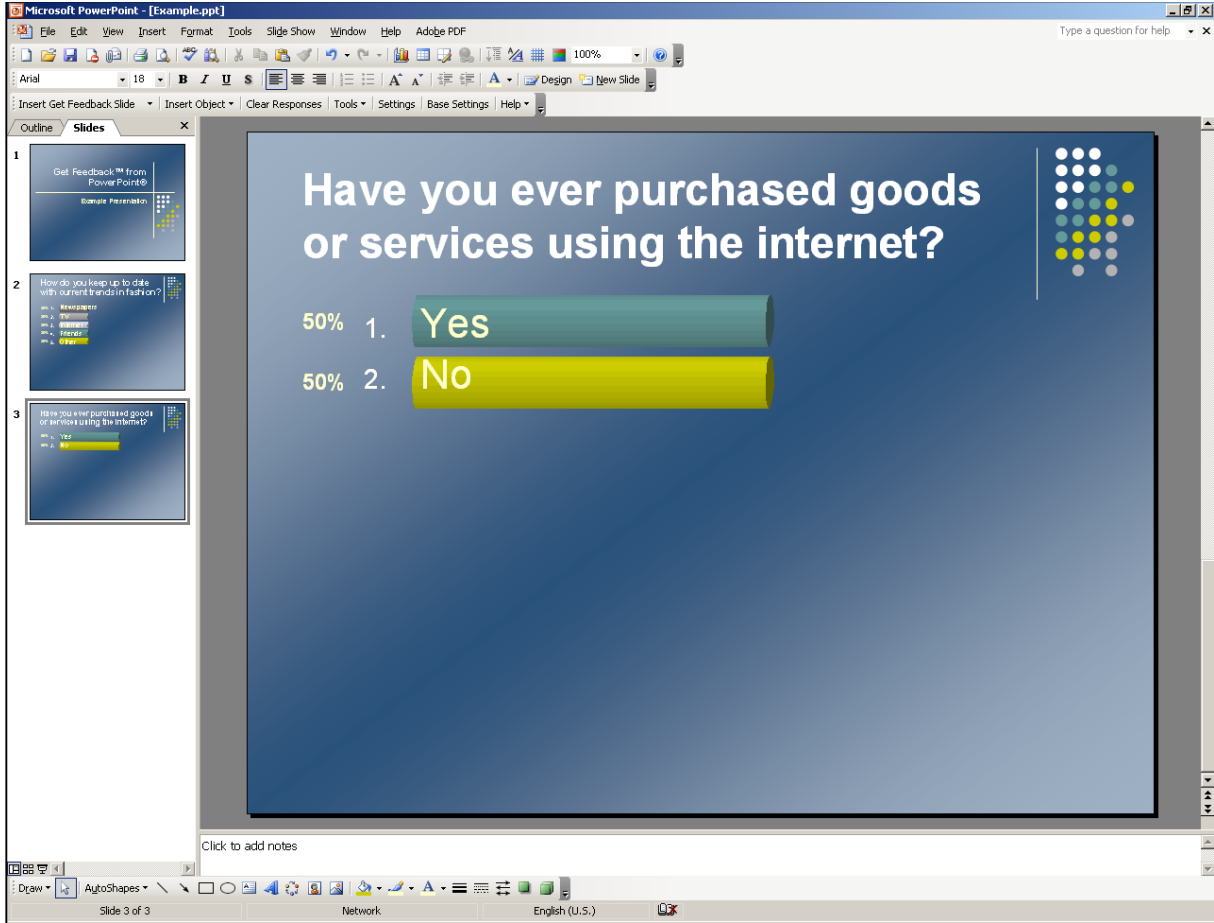 Microsoft PowerPoint - [Example.ppt]
File Edit View Insert Format Tools Slide Show Window Help Adobe PDF Type a question for help
100%
Arial 18 B I U S A A A Design New Slide
Insert Get Feedback Slide Insert Object Clear Responses Tools Settings Base Settings Help
Outline Slides
1
Get Feedback™ from
PowerPoint®
Example Presentation
2
How do you keep up to date
with current trends in fashion?
Newspapers
TV
Internet
Friends
Other
3
Have you ever purchased goods
or services using the internet?
Yes
No
Have you ever purchased goods
or services using the internet?
50% 1. Yes
50% 2. No
Click to add notes
Draw AutoShapes A A
Slide 3 of 3 Network English (U.S.)